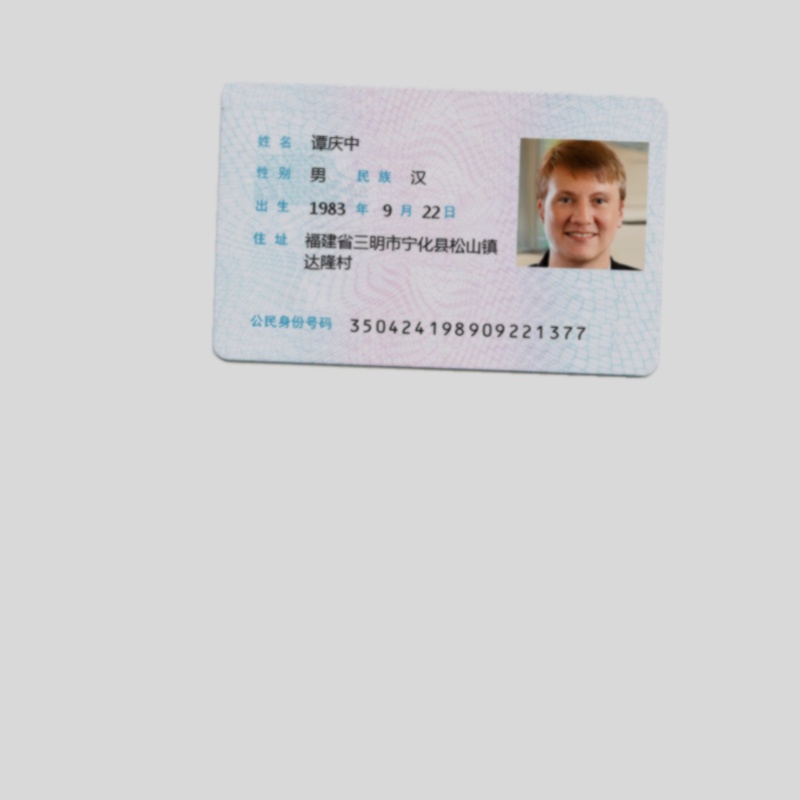 姓名 谭庆中
性别 男 民族 汉
出生 1983 年 9 月 22 日
住址 福建省三明市宁化县松山镇
达隆村
公民身份号码 350424198909221377